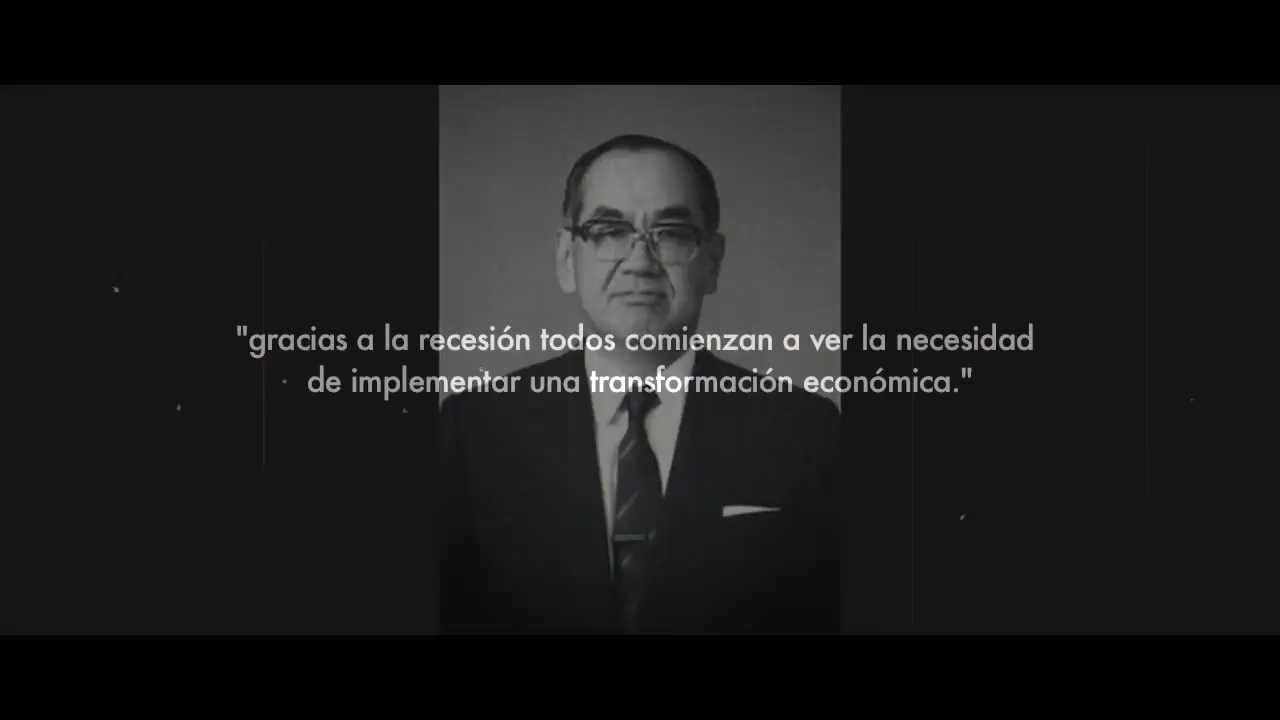 "gracias a la recesión todos comienzan a ver la necesidad
de implementar una transformación económica."